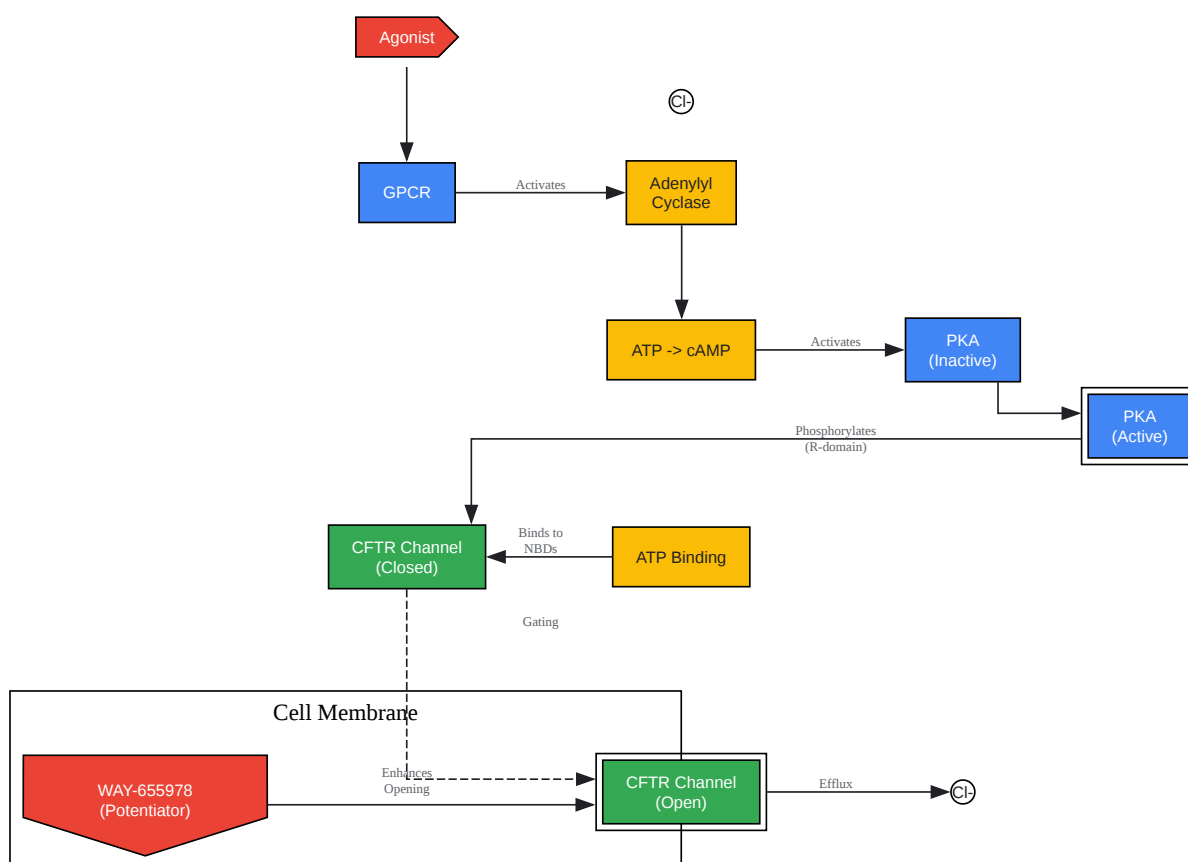 Agonist
Cl-
GPCR
Activates
Adenylyl
Cyclase
ATP -> cAMP
Activates
PKA
(Inactive)
PKA
(Active)
Phosphorylates
(R-domain)
CFTR Channel
(Closed)
Binds to
NBDs
ATP Binding
Gating
Cell Membrane
WAY-655978
(Potentiator)
Enhances
Opening
CFTR Channel
(Open)
Efflux
Cl-